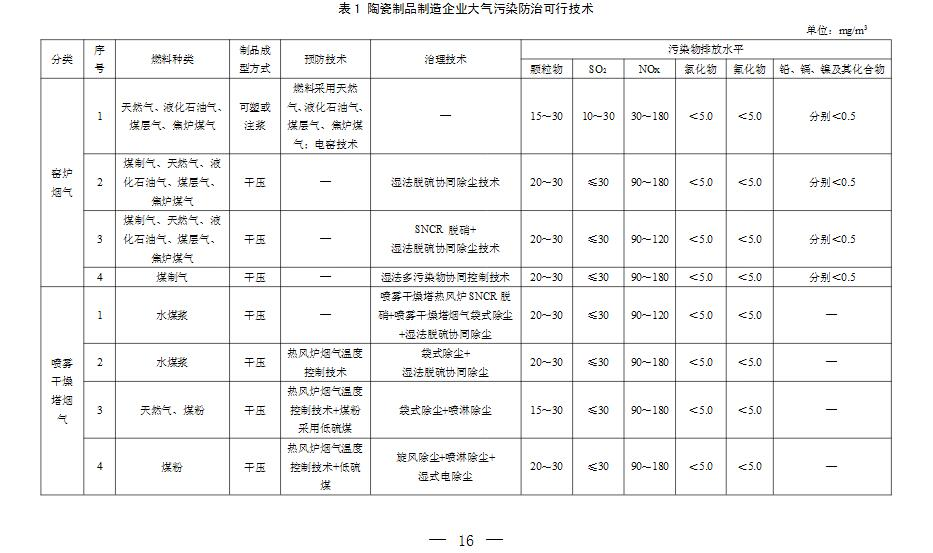 表1 陶瓷制品制造企业大气污染防治可行技术
单位：mg/m³
分类 序号 燃料种类 制品成型方式 预防技术 治理技术 污染物排放水平
颗粒物 SO₂ NOx 氯化物 氟化物 铅、镉、镍及其化合物
窑炉烟气
1 天然气、液化石油气、煤层气、焦炉煤气 可塑或注浆 燃料采用天然气、液化石油气、煤层气、焦炉煤气；电窑技术 — 15～30 10～30 30～180 ＜5.0 ＜5.0 分别＜0.5
2 煤制气、天然气、液化石油气、煤层气、焦炉煤气 干压 — 湿法脱硫协同除尘技术 20～30 ≤30 90～180 ＜5.0 ＜5.0 分别＜0.5
3 煤制气、天然气、液化石油气、煤层气、焦炉煤气 干压 — SNCR 脱硝+湿法脱硫协同除尘技术 20～30 ≤30 90～120 ＜5.0 ＜5.0 分别＜0.5
4 煤制气 干压 — 湿法多污染物协同控制技术 20～30 ≤30 90～180 ＜5.0 ＜5.0 分别＜0.5
喷雾干燥塔烟气
1 水煤浆 干压 — 喷雾干燥塔热风炉SNCR 脱硝+喷雾干燥塔烟气袋式除尘+湿法脱硫协同除尘 20～30 ≤30 90～120 ＜5.0 ＜5.0 —
2 水煤浆 干压 热风炉烟气温度控制技术 袋式除尘+湿法脱硫协同除尘 20～30 ≤30 90～180 ＜5.0 ＜5.0 —
3 天然气、煤粉 干压 热风炉烟气温度控制技术+煤粉采用低硫煤 袋式除尘+喷淋除尘 15～30 ≤30 90～180 ＜5.0 ＜5.0 —
4 煤粉 干压 热风炉烟气温度控制技术+低硫煤 旋风除尘+喷淋除尘+湿式电除尘 20～30 ≤30 90～180 ＜5.0 ＜5.0 —
— 16 —